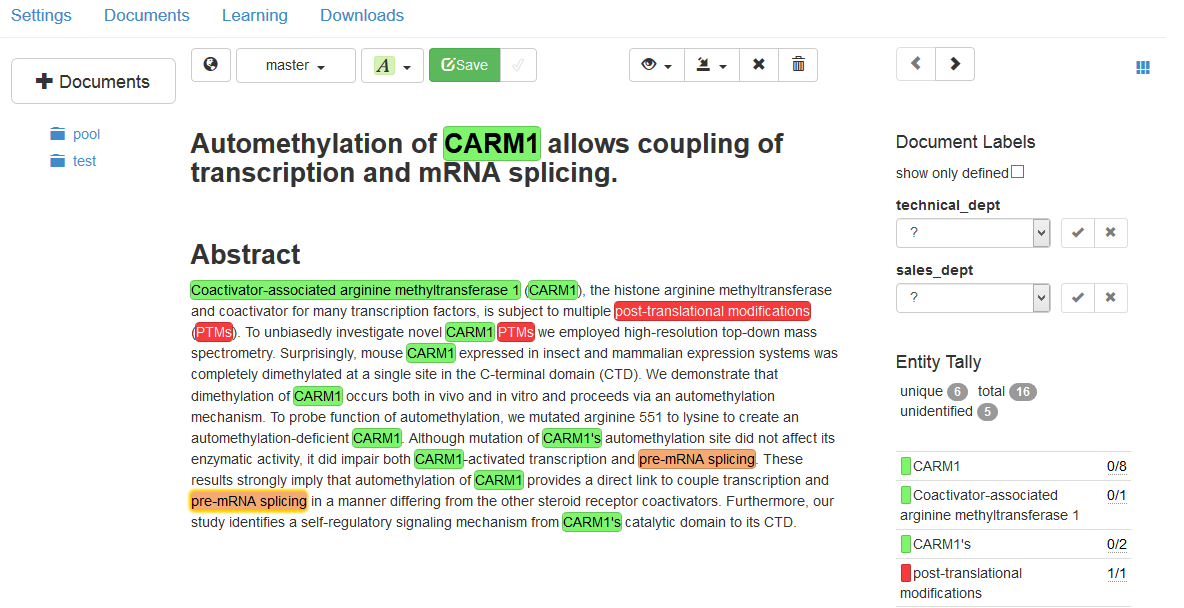 Settings Documents Learning Downloads
Documents
master
A
Save
pool
test
Automethylation of CARM1 allows coupling of
transcription and mRNA splicing.
Abstract
Coactivator-associated arginine methyltransferase 1 (CARM1), the histone arginine methyltransferase
and coactivator for many transcription factors, is subject to multiple post-translational modifications
(PTMs). To unbiasedly investigate novel CARM1 PTMs we employed high-resolution top-down mass
spectrometry. Surprisingly, mouse CARM1 expressed in insect and mammalian expression systems was
completely dimethylated at a single site in the C-terminal domain (CTD). We demonstrate that
dimethylation of CARM1 occurs both in vivo and in vitro and proceeds via an automethylation
mechanism. To probe function of automethylation, we mutated arginine 551 to lysine to create an
automethylation-deficient CARM1. Although mutation of CARM1's automethylation site did not affect its
enzymatic activity, it did impair both CARM1-activated transcription and pre-mRNA splicing. These
results strongly imply that automethylation of CARM1 provides a direct link to couple transcription and
pre-mRNA splicing in a manner differing from the other steroid receptor coactivators. Furthermore, our
study identifies a self-regulatory signaling mechanism from CARM1's catalytic domain to its CTD.
Document Labels
show only defined
technical_dept
?
sales_dept
?
Entity Tally
unique 6 total 16
unidentified 5
CARM1 0/8
Coactivator-associated 0/1
arginine methyltransferase 1
CARM1's 0/2
post-translational 1/1
modifications